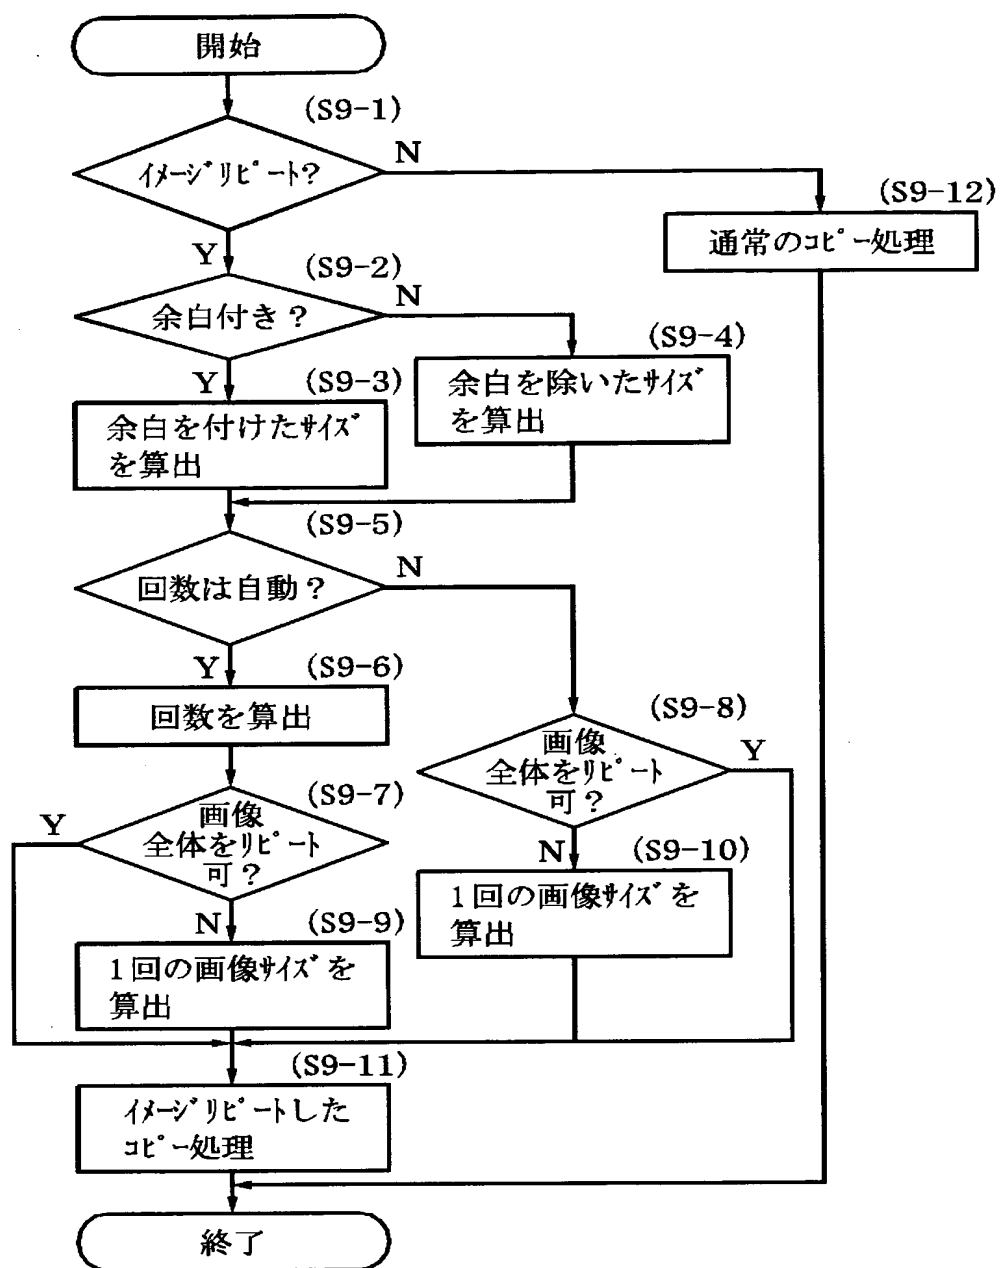 開始
(S9-1)
イメージリピート?
N
Y
(S9-12)
通常のコピー処理
(S9-2)
余白付き?
N
Y
(S9-3)
余白を付けたサイズ
を算出
(S9-4)
余白を除いたサイズ
を算出
(S9-5)
回数は自動?
N
Y
(S9-6)
回数を算出
(S9-7)
画像
全体をリピート
可?
Y
N
(S9-8)
画像
全体をリピート
可?
Y
N
(S9-9)
1回の画像サイズを
算出
(S9-10)
1回の画像サイズを
算出
(S9-11)
イメージリピートした
コピー処理
終了